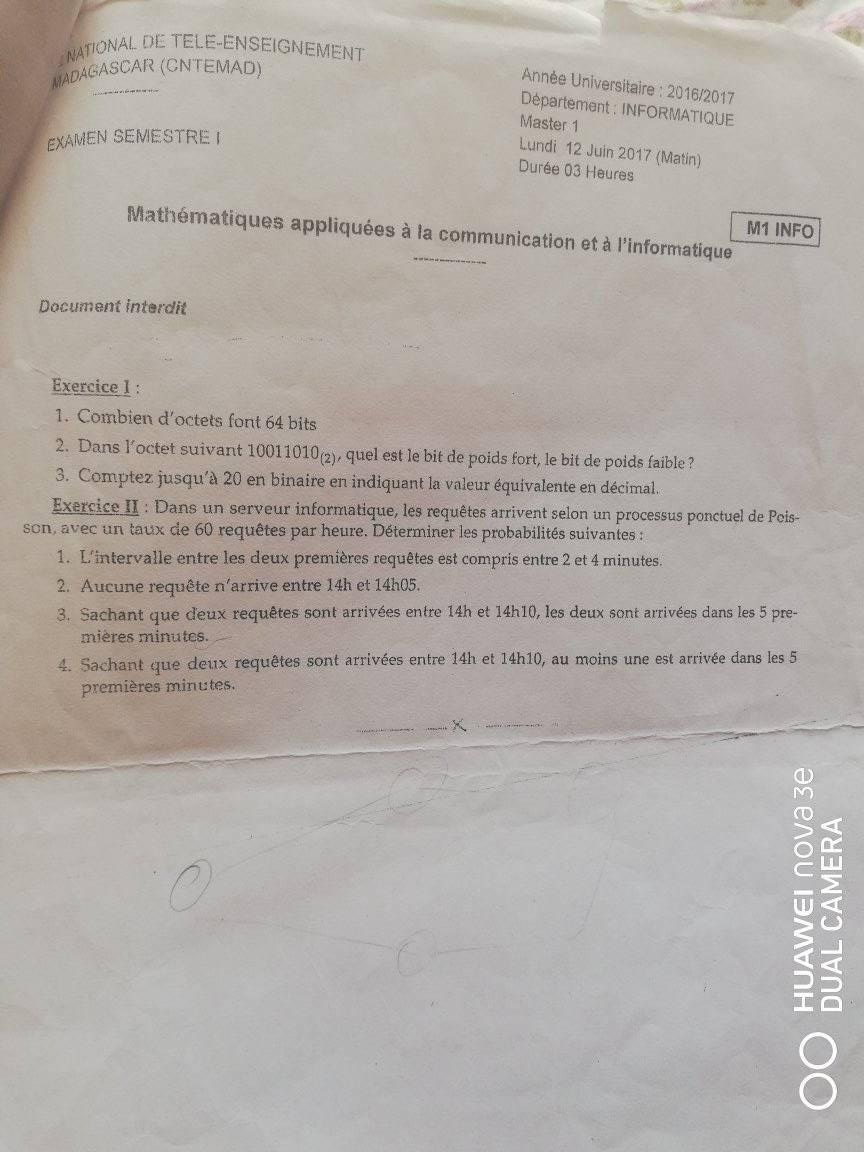 NATIONAL DE TELE-ENSEIGNEMENT
MADAGASCAR (CNTEMAD)
EXAMEN SEMESTRE I
Année Universitaire : 2016/2017
Département : INFORMATIQUE
Master 1
Lundi 12 Juin 2017 (Matin)
Durée 03 Heures
M1 INFO
Mathématiques appliquées à la communication et à l'informatique
Document interdit
Exercice I :
1. Combien d'octets font 64 bits
2. Dans l'octet suivant 10011010(2), quel est le bit de poids fort, le bit de poids faible ?
3. Comptez jusqu'à 20 en binaire en indiquant la valeur équivalente en décimal.
Exercice II : Dans un serveur informatique, les requêtes arrivent selon un processus ponctuel de Pois-
son, avec un taux de 60 requêtes par heure. Déterminer les probabilités suivantes :
1. L'intervalle entre les deux premières requêtes est compris entre 2 et 4 minutes.
2. Aucune requête n'arrive entre 14h et 14h05.
3. Sachant que deux requêtes sont arrivées entre 14h et 14h10, les deux sont arrivées dans les 5 pre-
mières minutes.
4. Sachant que deux requêtes sont arrivées entre 14h et 14h10, au moins une est arrivée dans les 5
premières minutes.
HUAWEI nova 3e
DUAL CAMERA